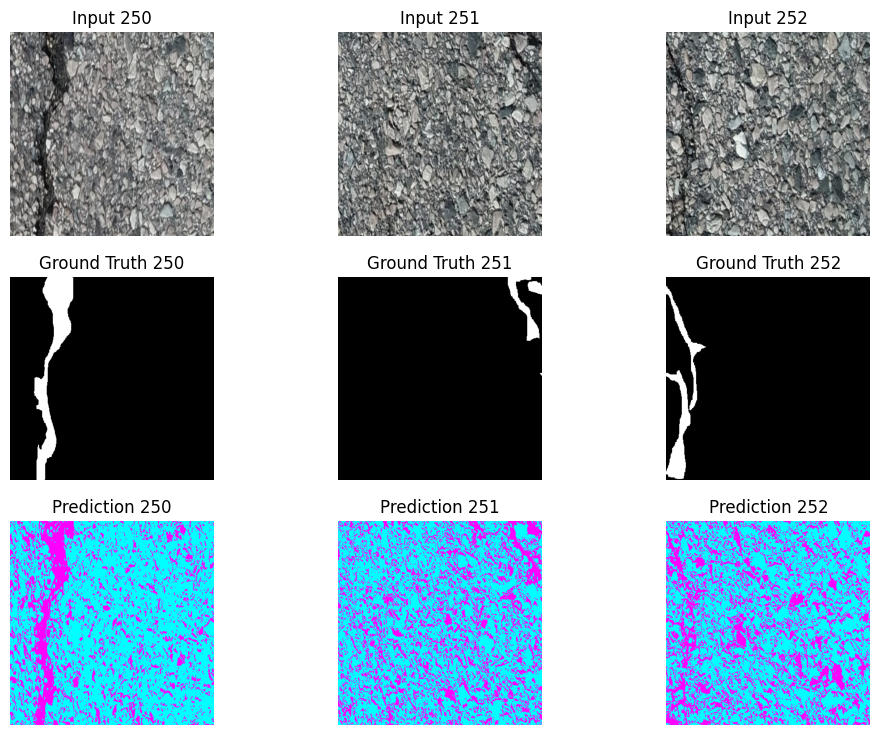 Input 250
Input 251
Input 252
Ground Truth 250
Ground Truth 251
Ground Truth 252
Prediction 250
Prediction 251
Prediction 252